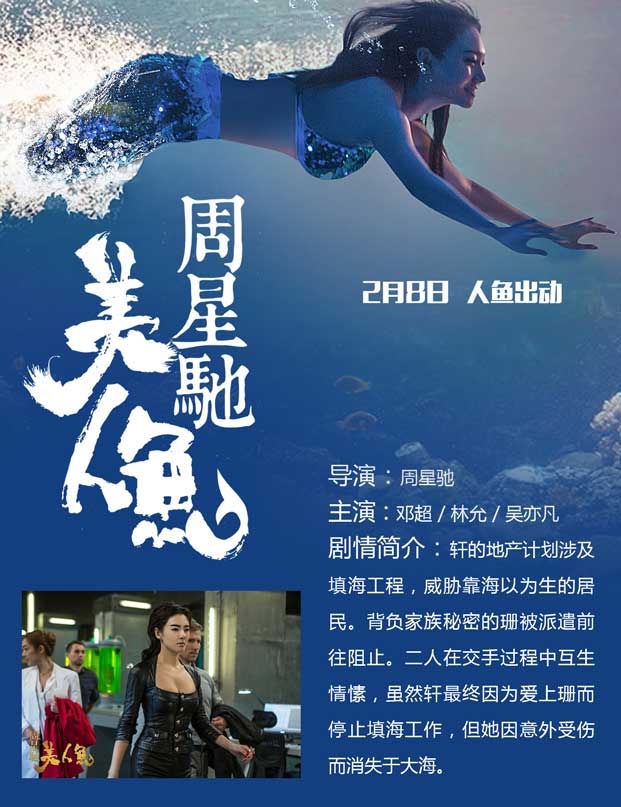 周星馳
美人魚
2月8日 人鱼出动
导演：周星驰
主演：邓超 / 林允 / 吴亦凡
剧情简介：轩的地产计划涉及
填海工程，威胁靠海以为生的居
民。背负家族秘密的珊被派遣前
往阻止。二人在交手过程中互生
情愫，虽然轩最终因为爱上珊而
停止填海工作，但她因意外受伤
而消失于大海。
美人魚